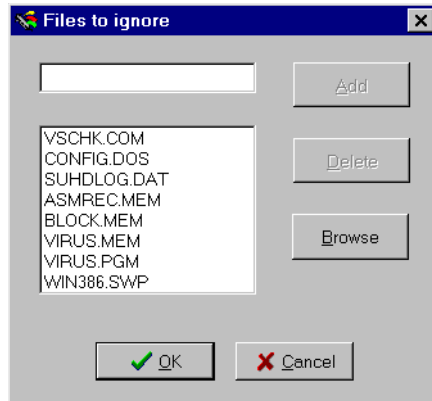 Files to ignore
Add
VSCHK.COM
CONFIG.DOS
SUHDLOG.DAT
ASMREC.MEM
BLOCK.MEM
VIRUS.MEM
VIRUS.PGM
WIN386.SWP
Delete
Browse
OK
Cancel